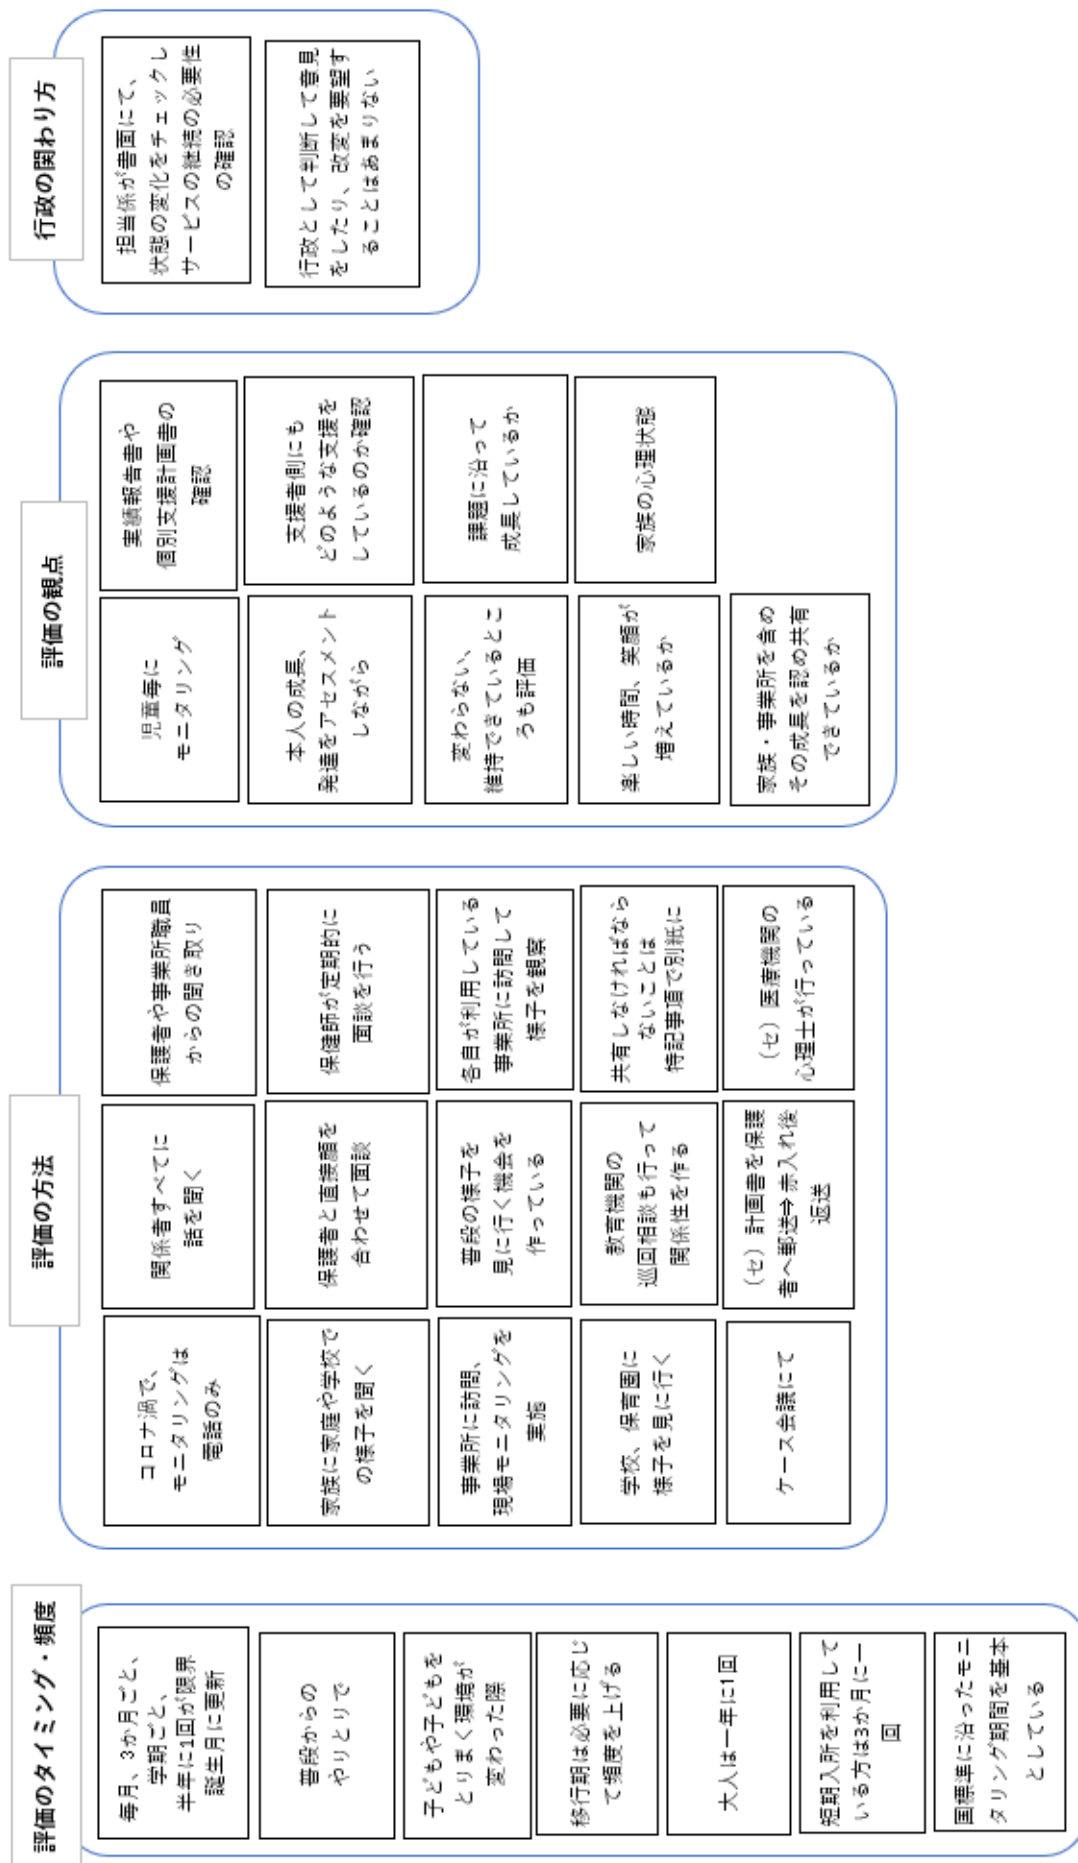 評価のタイミング・頻度
毎月、3か月ごと、
学期ごと、
半年に1回が限界
誕生月に更新
普段からの
やりとりで
子どもや子どもを
とりまく環境が
変わった際
移行期は必要に応じ
て頻度を上げる
大人は一年に1回
短期入所を利用して
いる方は3か月に一
回
国標準に沿ったモニ
タリング期間を基本
としている
評価の方法
コロナ渦で、
モニタリングは
電話のみ
関係者すべてに
話を聞く
保護者や事業所職員
からの聞き取り
家族に家庭や学校で
の様子を聞く
保護者と直接顔を
合わせて面談
保健師が定期的に
面談を行う
事業所に訪問、
現場モニタリングを
実施
普段の様子を
見に行く機会を
作っている
各自が利用している
事業所に訪問して
様子を観察
学校、保育園に
様子を見に行く
教育機関の
巡回相談も行って
関係性を作る
共有しなければなら
ないことは
特記事項で別紙に
ケース会議にて
（セ）計画書を保護
者へ郵送⇒赤入れ後
返送
（セ）医療機関の
心理士が行っている
評価の観点
児童毎に
モニタリング
実績報告書や
個別支援計画書の
確認
本人の成長、
発達をアセスメント
しながら
支援者側にも
どのような支援を
しているのか確認
変わらない、
維持できているとこ
ろも評価
課題に沿って
成長しているか
楽しい時間、笑顔が
増えているか
家族の心理状態
家族・事業所を含め
その成長を認め共有
できているか
行政の関わり方
担当係が書面にて、
状態の変化をチェックし
サービスの継続の必要性
の確認
行政として判断して意見
をしたり、改変を要望す
ることはあまりない